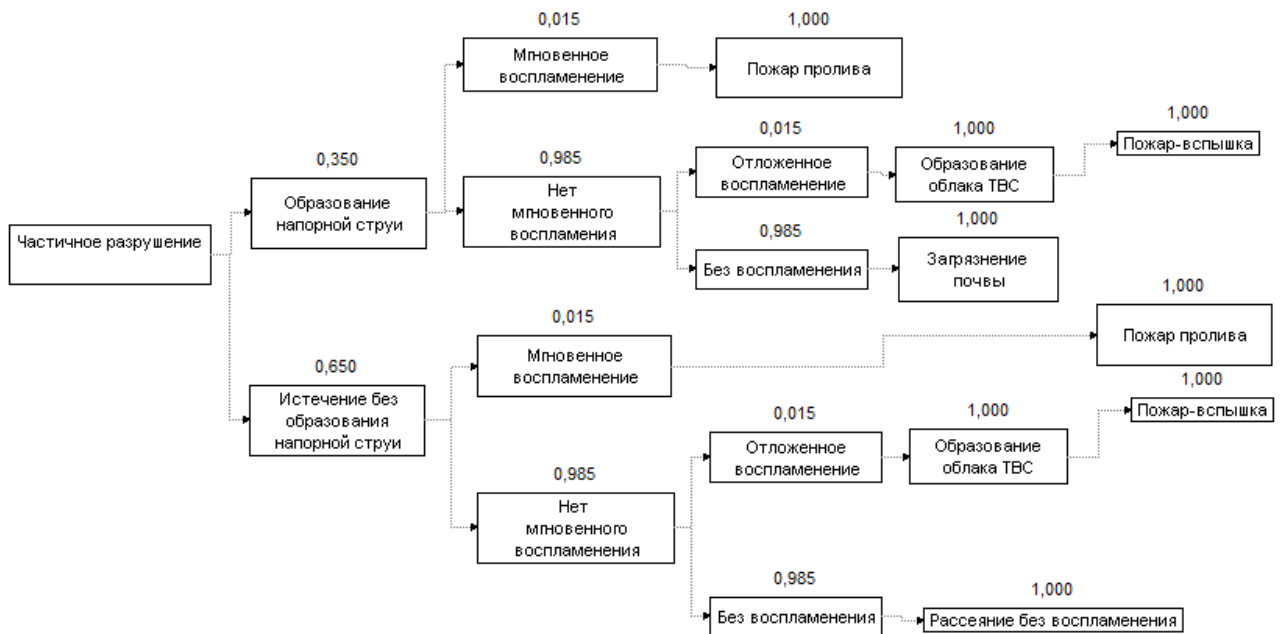 0,015
1,000
Мгновенное
воспламенение
Пожар пролива
0,350
0,985
0,015
1,000
1,000
Образование
напорной струи
Нет
мгновенного
воспламения
Отложенное
воспламенение
Образование
облака ТВС
Пожар-вспышка
Частичное разрушение
0,985
1,000
Без воспламенения
Загрязнение
почвы
0,015
1,000
Мгновенное
воспламенение
Пожар пролива
0,650
Истечение без
образования
напорной струи
0,015
1,000
1,000
Отложенное
воспламенение
Образование
облака ТВС
Пожар-вспышка
0,985
Нет
мгновенного
воспламенения
0,985
1,000
Без воспламенения
Рассеяние без воспламенения